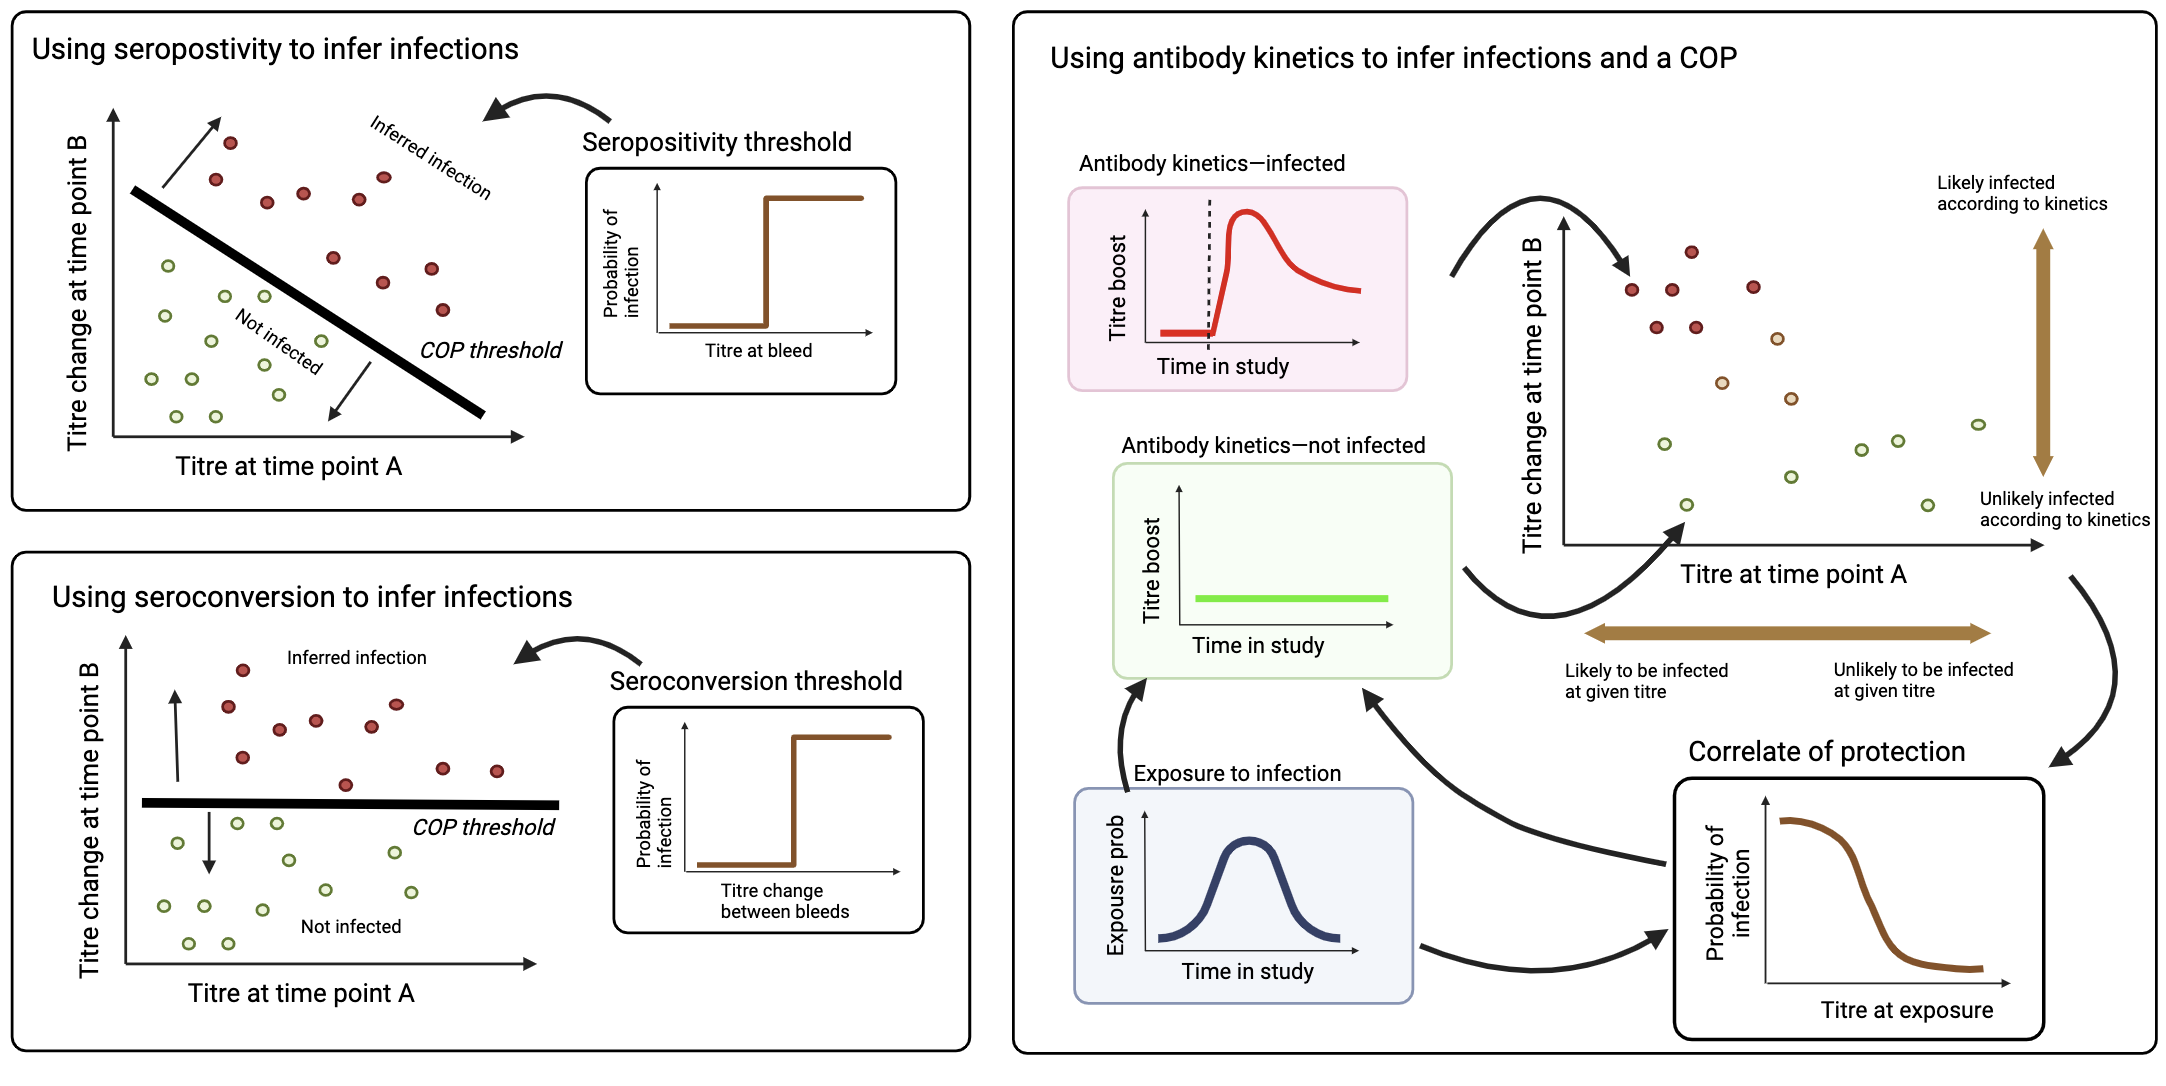 Using seropostivity to infer infections
Titre change at time point B
Inferred infection
Not infected
COP threshold
Titre at time point A
Seropositivity threshold
Probability of
infection
Titre at bleed
Using seroconversion to infer infections
Titre change at time point B
Inferred infection
COP threshold
Not infected
Titre at time point A
Seroconversion threshold
Probability of
infection
Titre change
between bleeds
Using antibody kinetics to infer infections and a COP
Antibody kinetics—infected
Titre boost
Time in study
Antibody kinetics—not infected
Titre boost
Time in study
Exposure to infection
Expousre prob
Time in study
Titre change at time point B
Titre at time point A
Likely infected
according to kinetics
Unlikely infected
according to kinetics
Likely to be infected
at given titre
Unlikely to be infected
at given titre
Correlate of protection
Probability of
infection
Titre at exposure